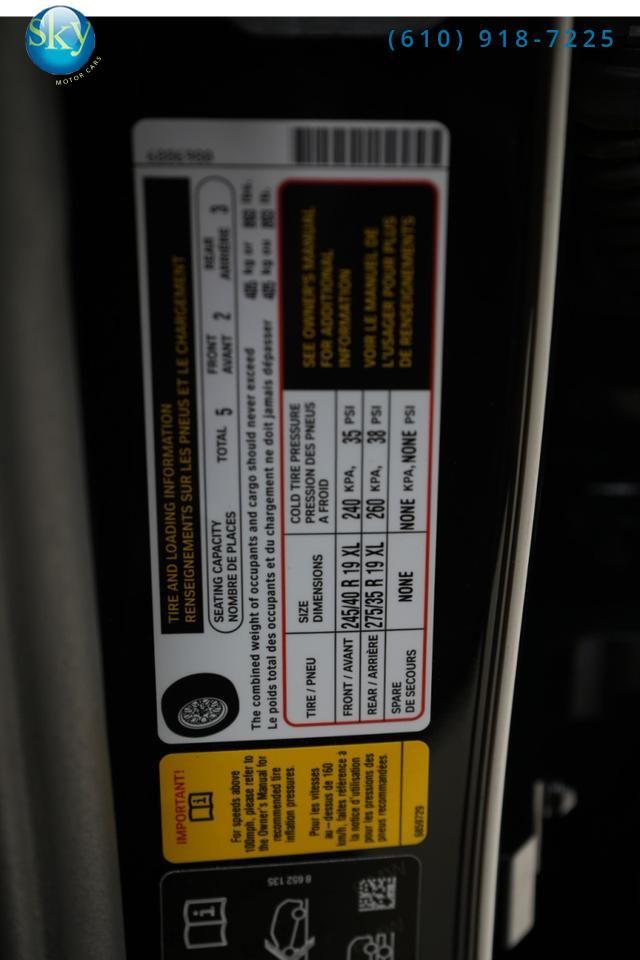 Sky
MOTOR CARS
(610) 918-7225
TIRE AND LOADING INFORMATION
RENSEIGNEMENTS SUR LES PNEUS ET LE CHARGEMENT
SEATING CAPACITY TOTAL 5 FRONT 2 REAR 3
NOMBRE DE PLACES AVANT ARRIÈRE
The combined weight of occupants and cargo should never exceed kg or lbs.
Le poids total des occupants et du chargement ne doit jamais dépasser kg ou lb.
TIRE / PNEU
SIZE
DIMENSIONS
COLD TIRE PRESSURE
PRESSION DES PNEUS
A FROID
FRONT / AVANT 245/40 R 19 XL 240 KPA, 35 PSI
REAR / ARRIÈRE 275/35 R 19 XL 260 KPA, 38 PSI
SPARE
DE SECOURS
NONE NONE KPA, NONE PSI
SEE OWNER'S MANUAL
FOR ADDITIONAL
INFORMATION
VOIR LE MANUEL DE
L'USAGER POUR PLUS
DE RENSEIGNEMENTS
IMPORTANT!
For speeds above
100mph, please refer to
the Owner's Manual for
recommended tire
inflation pressures.
Pour les vitesses
au-dessus de 160
km/h, faites référence à
la notice d'utilisation
pour les pressions des
pneus recommandées.
6859729
8 652 135